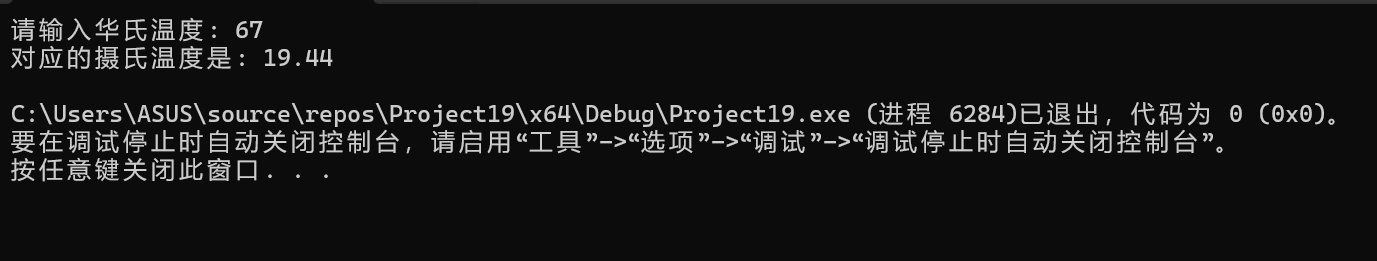 请输入华氏温度: 67
对应的摄氏温度是: 19.44
C:\Users\ASUS\source\repos\Project19\x64\Debug\Project19.exe (进程 6284)已退出，代码为 0 (0x0)。
要在调试停止时自动关闭控制台，请启用“工具”->“选项”->“调试”->“调试停止时自动关闭控制台”。
按任意键关闭此窗口. . .